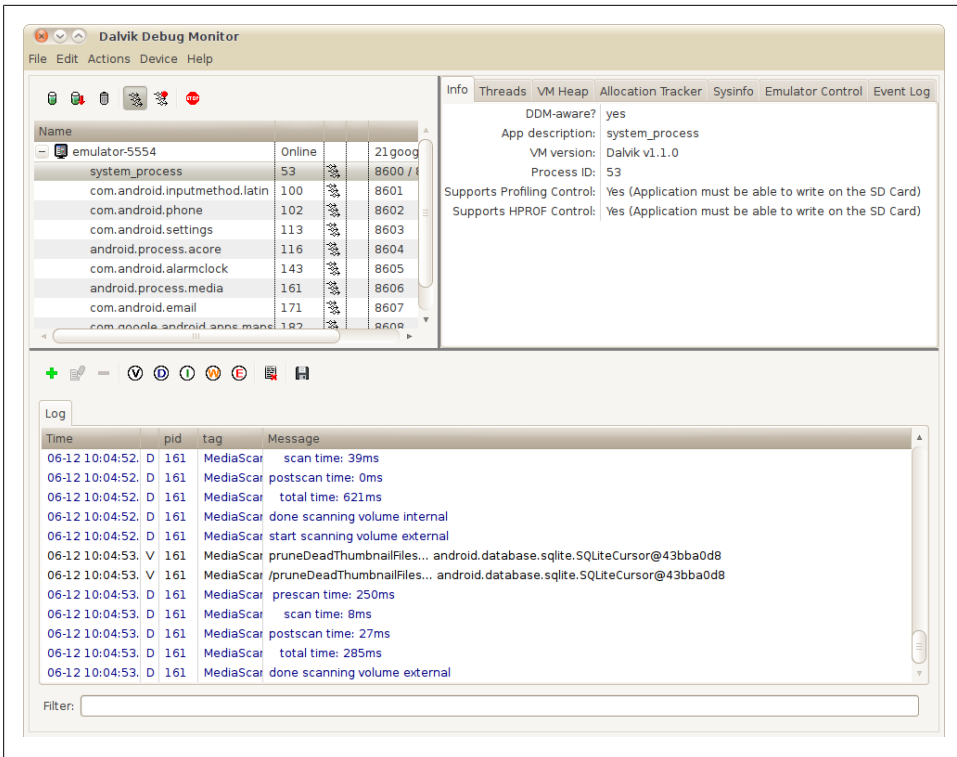 Dalvik Debug Monitor
File Edit Actions Device Help
STOP
Name
emulator-5554 Online 21goog
system_process 53 8600 / 8
com.android.inputmethod.latin 100 8601
com.android.phone 102 8602
com.android.settings 113 8603
android.process.acore 116 8604
com.android.alarmclock 143 8605
android.process.media 161 8606
com.android.email 171 8607
com.google.android.apps.maps 182 8608
Info Threads VM Heap Allocation Tracker Sysinfo Emulator Control Event Log
DDM-aware? yes
App description: system_process
VM version: Dalvik v1.1.0
Process ID: 53
Supports Profiling Control: Yes (Application must be able to write on the SD Card)
Supports HPROF Control: Yes (Application must be able to write on the SD Card)
V D I W E
Log
Time pid tag Message
06-12 10:04:52. D 161 MediaScar scan time: 39ms
06-12 10:04:52. D 161 MediaScar postscan time: 0ms
06-12 10:04:52. D 161 MediaScar total time: 621ms
06-12 10:04:52. D 161 MediaScar done scanning volume internal
06-12 10:04:52. D 161 MediaScar start scanning volume external
06-12 10:04:53. V 161 MediaScar pruneDeadThumbnailFiles... android.database.sqlite.SQLiteCursor@43bba0d8
06-12 10:04:53. V 161 MediaScar /pruneDeadThumbnailFiles... android.database.sqlite.SQLiteCursor@43bba0d8
06-12 10:04:53. D 161 MediaScar prescan time: 250ms
06-12 10:04:53. D 161 MediaScar scan time: 8ms
06-12 10:04:53. D 161 MediaScar postscan time: 27ms
06-12 10:04:53. D 161 MediaScar total time: 285ms
06-12 10:04:53. D 161 MediaScar done scanning volume external
Filter: